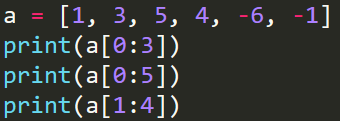 a = [1, 3, 5, 4, -6, -1]
print(a[0:3])
print(a[0:5])
print(a[1:4])